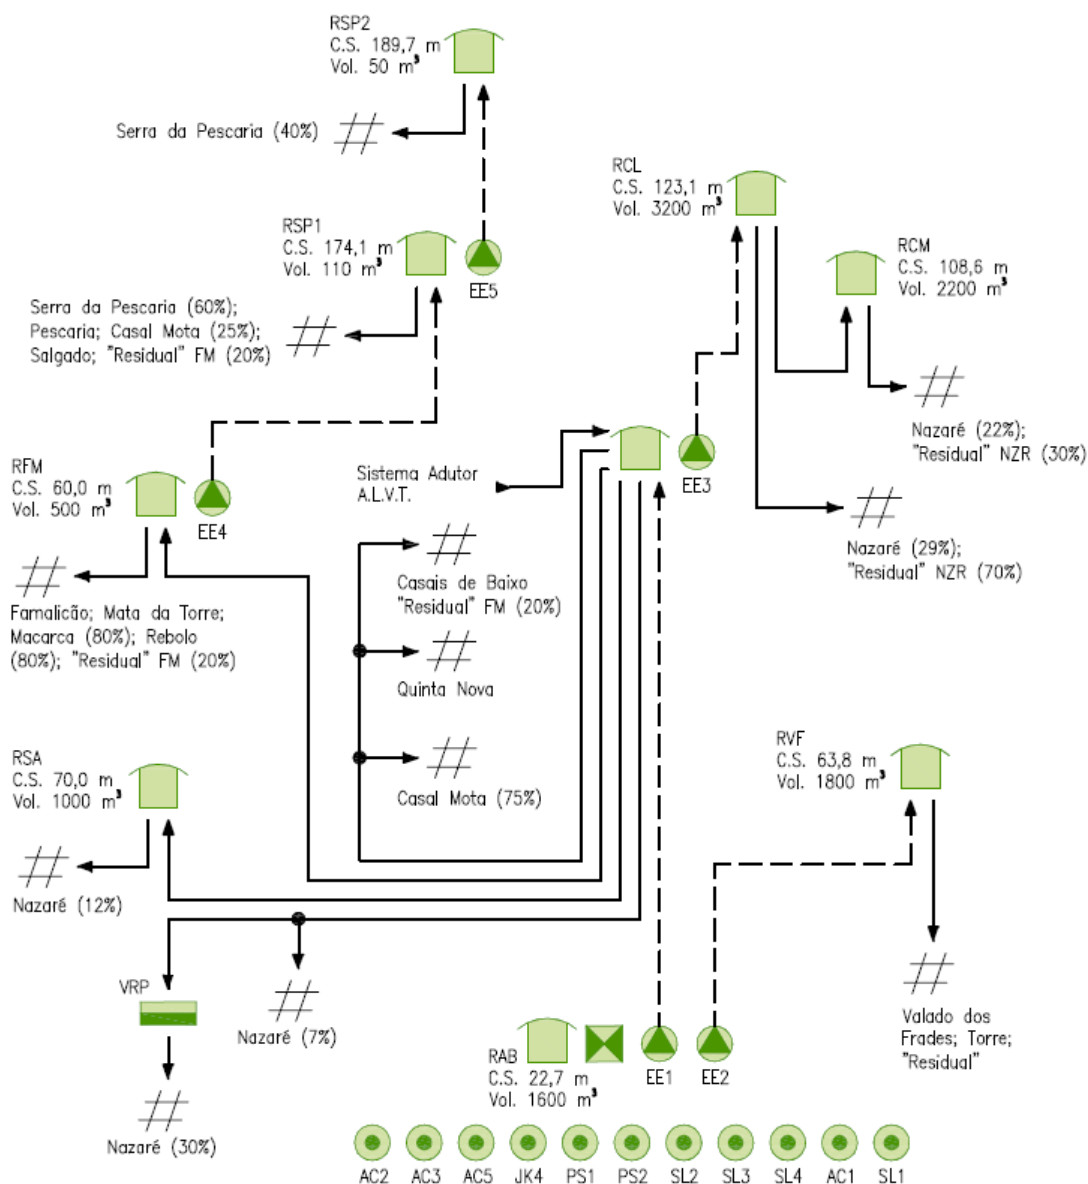 RSP2
C.S. 189,7 m
Vol. 50 m³
Serra da Pescaria (40%)
RCL
C.S. 123,1 m
Vol. 3200 m³
RSP1
C.S. 174,1 m
Vol. 110 m³
EE5
RCM
C.S. 108,6 m
Vol. 2200 m³
Serra da Pescaria (60%);
Pescaria; Casal Mota (25%);
Salgado; "Residual" FM (20%)
Nazaré (22%);
"Residual" NZR (30%)
RFM
C.S. 60,0 m
Vol. 500 m³
EE4
Sistema Adutor
A.L.V.T.
EE3
Nazaré (29%);
"Residual" NZR (70%)
Casais de Baixo
"Residual" FM (20%)
Famalicão; Mata da Torre;
Macarca (80%); Rebolo
(80%); "Residual" FM (20%)
Quinta Nova
RSA
C.S. 70,0 m
Vol. 1000 m³
Casal Mota (75%)
RVF
C.S. 63,8 m
Vol. 1800 m³
Nazaré (12%)
VRP
Nazaré (7%)
Valado dos
Frades; Torre;
"Residual"
RAB
C.S. 22,7 m
Vol. 1600 m³
EE1
EE2
Nazaré (30%)
AC2 AC3 AC5 JK4 PS1 PS2 SL2 SL3 SL4 AC1 SL1